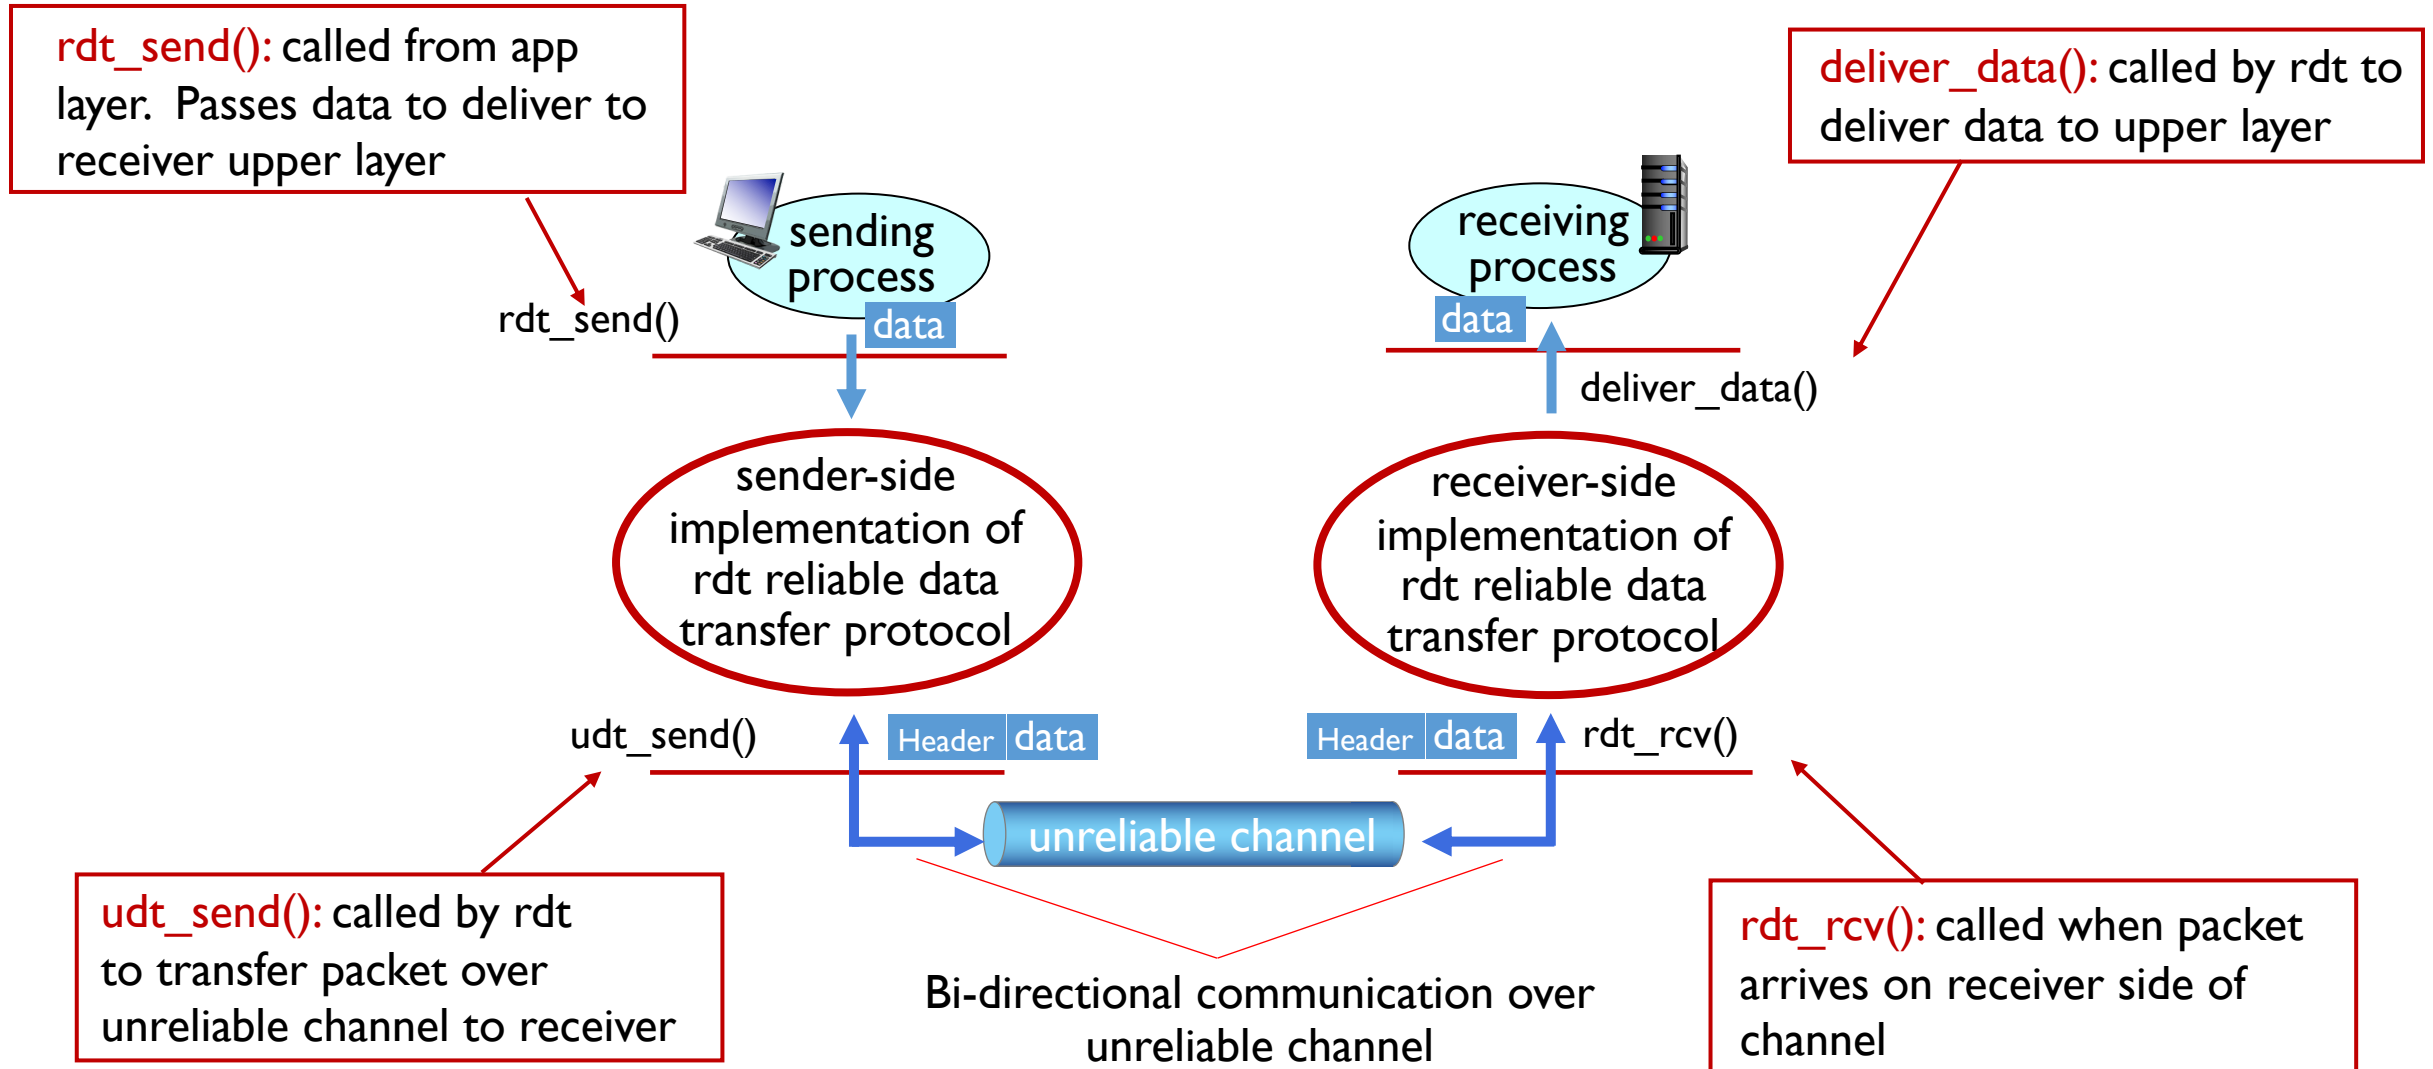 rdt_send(): called from app
layer.  Passes data to deliver to
receiver upper layer
deliver_data(): called by rdt to
deliver data to upper layer
sending
process
data
rdt_send()
receiving
process
data
deliver_data()
sender-side
implementation of
rdt reliable data
transfer protocol
receiver-side
implementation of
rdt reliable data
transfer protocol
udt_send()
Header data
Header data
rdt_rcv()
unreliable channel
udt_send(): called by rdt
to transfer packet over
unreliable channel to receiver
Bi-directional communication over
unreliable channel
rdt_rcv(): called when packet
arrives on receiver side of
channel